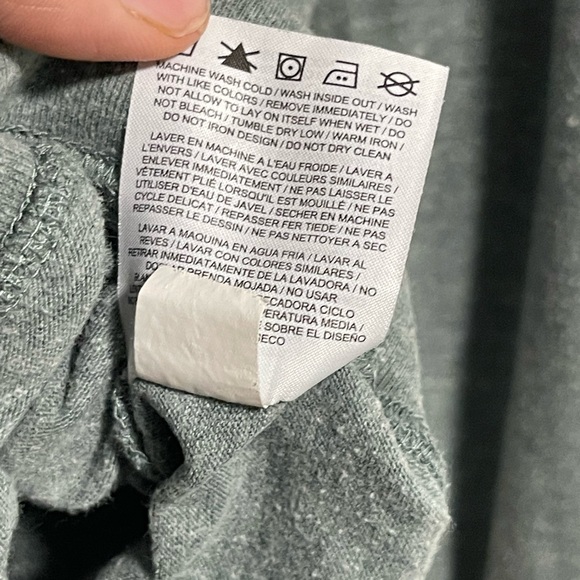 MACHINE WASH COLD / WASH INSIDE OUT / WASH
WITH LIKE COLORS / REMOVE IMMEDIATELY / DO
NOT ALLOW TO LAY ON ITSELF WHEN WET / DO
NOT BLEACH / TUMBLE DRY LOW / WARM IRON /
DO NOT IRON DESIGN / DO NOT DRY CLEAN
LAVER EN MACHINE A L'EAU FROIDE / LAVER A
L'ENVERS / LAVER AVEC COULEURS SIMILAIRES /
ENLEVER IMMEDIATEMENT / NE PAS LAISSER LE
VÊTEMENT PLIÉ LORSQU'IL EST MOUILLÉ / NE PAS
UTILISER D'EAU DE JAVEL / SECHER EN MACHINE
CYCLE DELICAT / REPASSER FER TIEDE / NE PAS
REPASSER LE DESSIN / NE PAS NETTOYER A SEC
LAVAR A MAQUINA EN AGUA FRIA / LAVAR AL
REVES / LAVAR CON COLORES SIMILARES /
RETIRAR INMEDIATAMENTE DE LA LAVADORA / NO
PRENDA MOJADA / NO USAR
ECADORA CICLO
PERATURA MEDIA /
E SOBRE EL DISEÑO
SECO